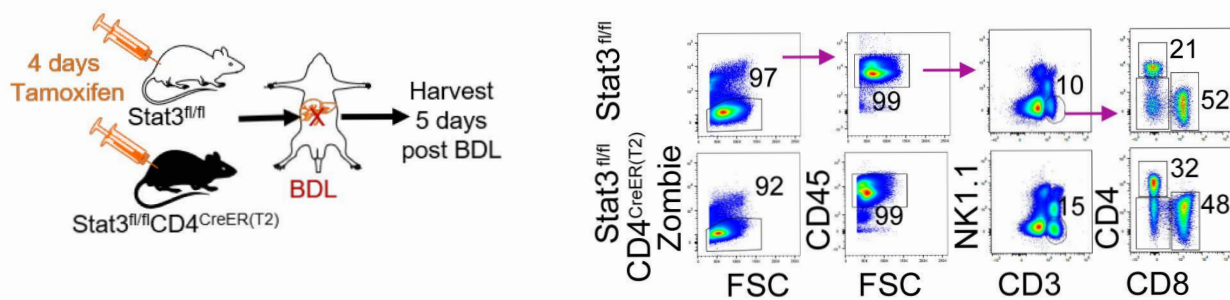 4 days
Tamoxifen
Stat3fl/fl
Stat3fl/flCD4CreER(T2)
X
BDL
Harvest
5 days
post BDL
Stat3fl/fl
97
99
10
21
52
Stat3fl/fl
CD4CreER(T2)
Zombie
92
CD45
99
NK1.1
15
CD4
32
48
FSC
FSC
CD3
CD8